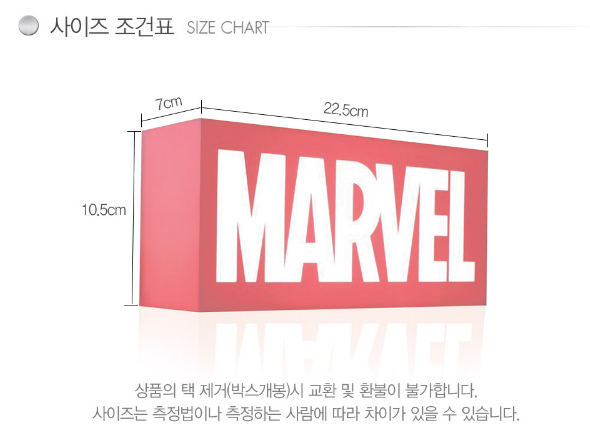 사이즈 조건표 SIZE CHART
7cm
22.5cm
10.5cm
MARVEL
상품의 택 제거(박스개봉)시 교환 및 환불이 불가합니다.
사이즈는 측정법이나 측정하는 사람에 따라 차이가 있을 수 있습니다.